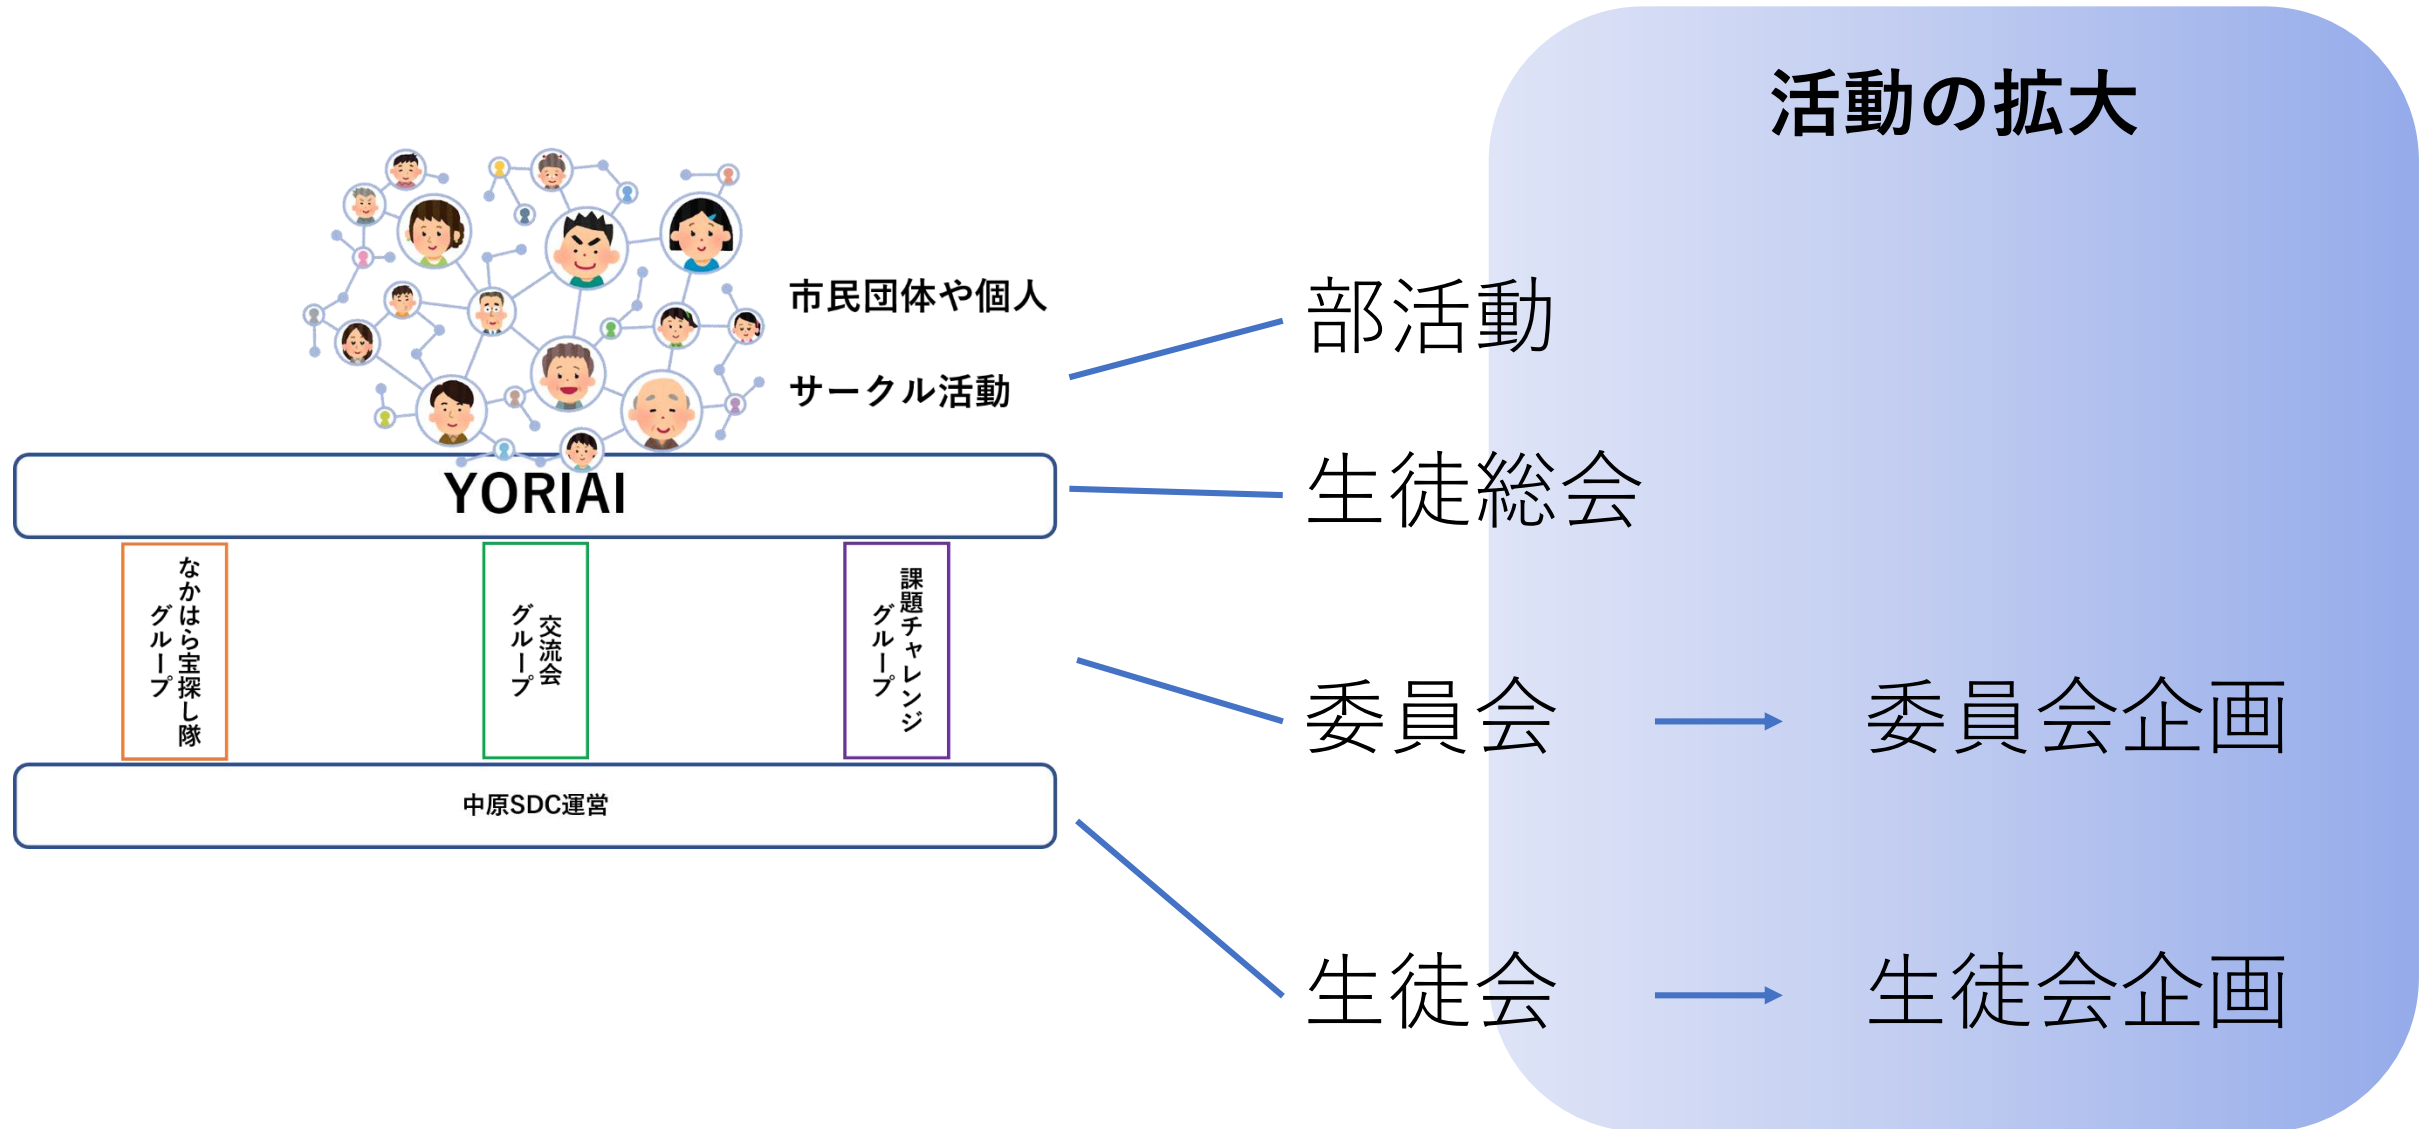 活動の拡大
市民団体や個人
サークル活動
部活動
YORIAI
生徒総会
なかはら宝探し隊
グループ
交流会
グループ
課題チャレンジ
グループ
委員会
委員会企画
中原SDC運営
生徒会
生徒会企画